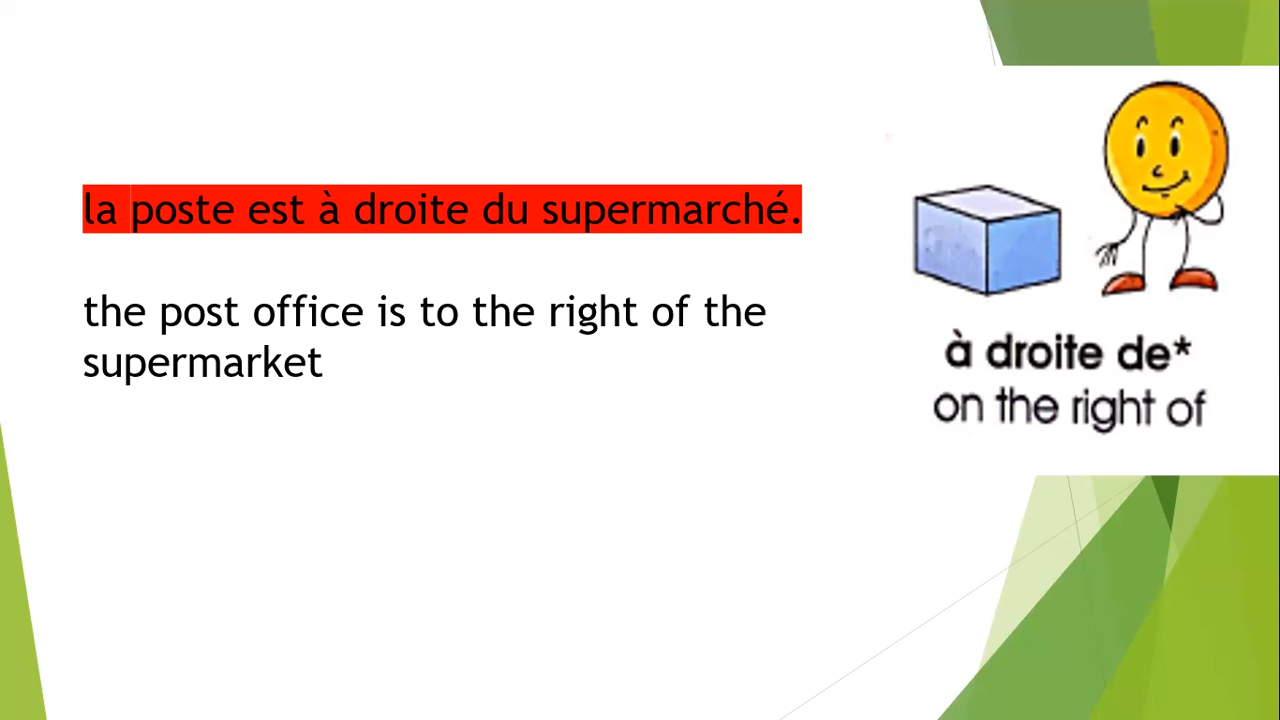 la poste est à droite du supermarché.
the post office is to the right of the
supermarket
à droite de*
on the right of